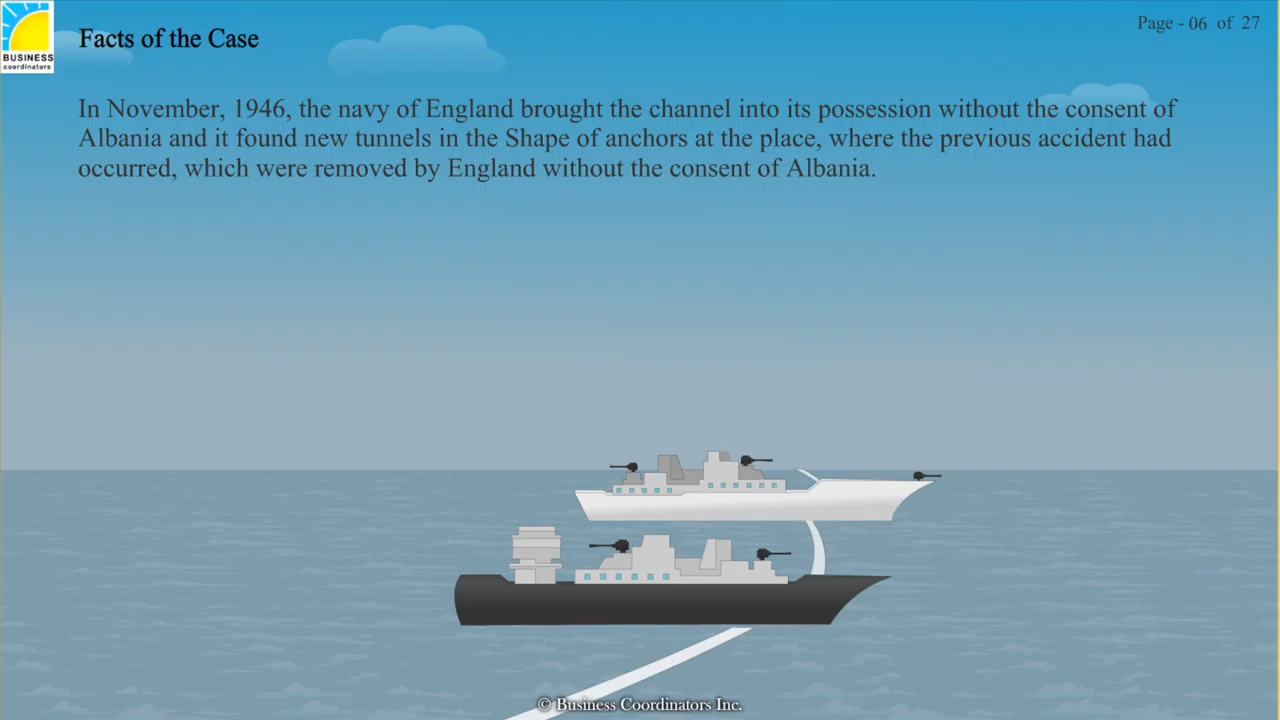 BUSINESS
coordinators
Facts of the Case
Page - 06 of 27
In November, 1946, the navy of England brought the channel into its possession without the consent of
Albania and it found new tunnels in the Shape of anchors at the place, where the previous accident had
occurred, which were removed by England without the consent of Albania.
© Business Coordinators Inc.